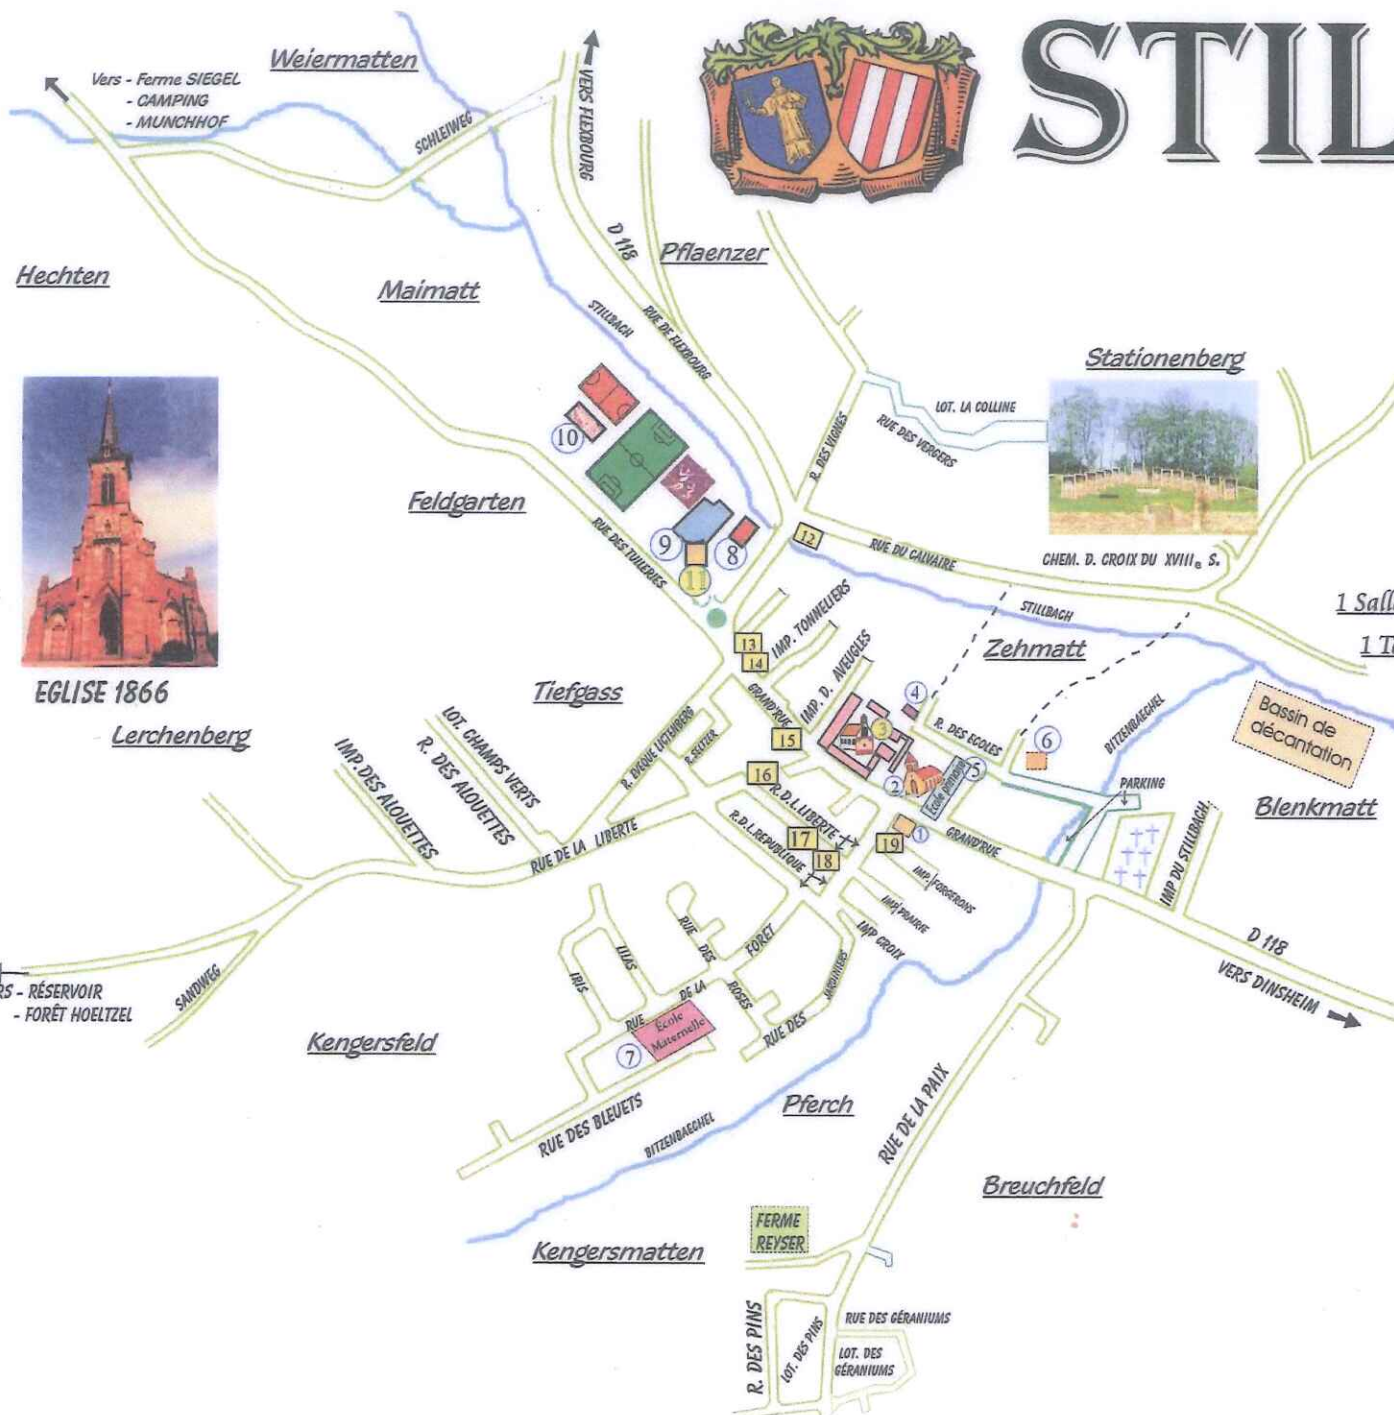 STIL
Weiermatten
Vers - Ferme SIEGEL
- CAMPING
- MUNCHHOF
SCHLEIWEG
VERS FLEXBOURG
D 118
Pflaenzer
Hechten
Maimatt
STILLBACH
RUE DE FLEXBOURG
Stationenberg
LOT. LA COLLINE
RUE DES VERGERS
R. DES VIGNES
10
Feldgarten
RUE DES TUILERIES
9
8
11
12
RUE DU CALVAIRE
CHEM. D. CROIX DU XVIIIe S.
STILLBACH
1 Sall
Zehmatt
EGLISE 1866
Tiefgass
13
14
IMP. TONNELIERS
IMP. D. AVEUGLES
GRAND'RUE
15
3
4
R. DES ECOLES
6
BITZENBAECHEL
Bassin de
décantation
Lerchenberg
LOT. CHAMPS VERTS
R. DES ALOUETTES
IMP. DES ALOUETTES
R. SELTZER
16
2
5
Ecole primaire
PARKING
Blenkmatt
RUE DE LA LIBERTE
R. D. L. LIBERTE
R. D. L. REPUBLIQUE
17
18
19
1
GRAND'RUE
IMP. FORGERONS
IMP. PRAIRIE
IMP CROIX
IMP DU STILLBACH
D 118
VERS DINSHEIM
RS - RÉSERVOIR
- FORÊT HOELTZEL
SANDWEG
IRIS
LILAS
RUE DES
ROSES
RUE
DE LA
FORET
RUE DES
JARDINIERS
École
Maternelle
7
Kengersfeld
RUE DES BLEUETS
BITZENBAECHEL
Pferch
RUE DE LA PAIX
Breuchfeld
FERME
REYSER
Kengersmatten
R. DES PINS
LOT. DES PINS
RUE DES GÉRANIUMS
LOT. DES
GÉRANIUMS